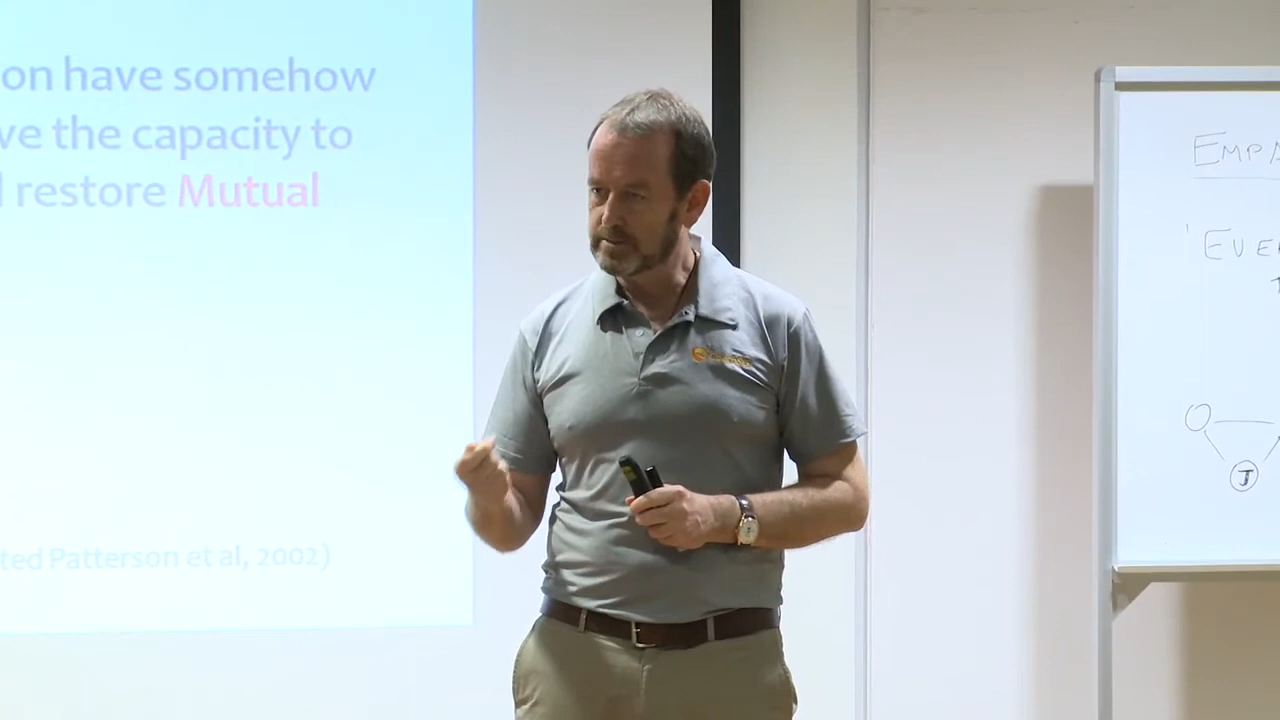 on have somehow
ve the capacity to
restore Mutual
ted Patterson et al, 2002)
EMPA
'EVE
J